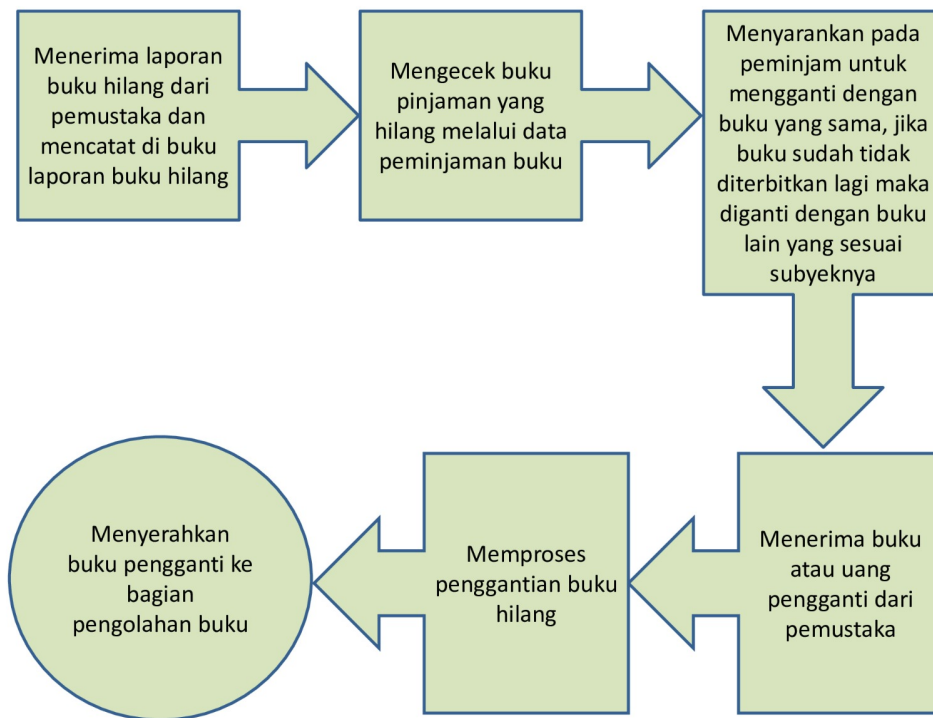 Menerima laporan
buku hilang dari
pemustaka dan
mencatat di buku
laporan buku hilang
Mengecek buku
pinjaman yang
hilang melalui data
peminjaman buku
Menyarankan pada
peminjam untuk
mengganti dengan
buku yang sama, jika
buku sudah tidak
diterbitkan lagi maka
diganti dengan buku
lain yang sesuai
subyeknya
Menerima buku
atau uang
pengganti dari
pemustaka
Memproses
penggantian buku
hilang
Menyerahkan
buku pengganti ke
bagian
pengolahan buku